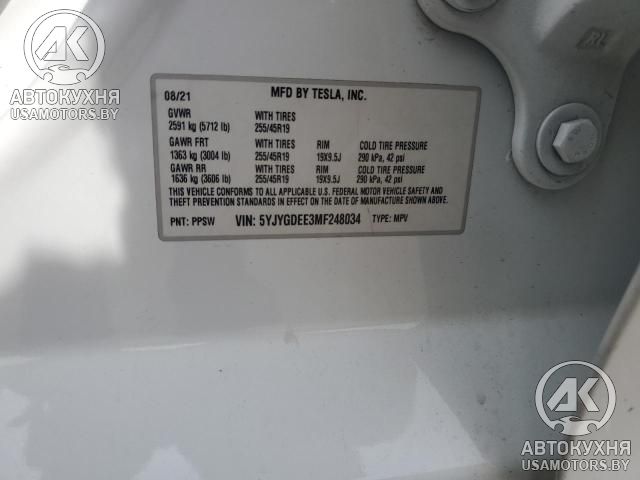 AK
АВТОКУХНЯ
USAMOTORS.BY
RL
08/21 MFD BY TESLA, INC.
GVWR WITH TIRES
2591 kg (5712 lb) 255/45R19
GAWR FRT WITH TIRES RIM COLD TIRE PRESSURE
1363 kg (3004 lb) 255/45R19 19X9.5J 290 kPa, 42 psi
GAWR RR WITH TIRES RIM COLD TIRE PRESSURE
1636 kg (3606 lb) 255/45R19 19X9.5J 290 kPa, 42 psi
THIS VEHICLE CONFORMS TO ALL APPLICABLE U.S. FEDERAL MOTOR VEHICLE SAFETY AND
THEFT PREVENTION STANDARDS IN EFFECT ON THE DATE OF MANUFACTURE SHOWN ABOVE.
PNT: PPSW VIN: 5YJYGDEE3MF248034 TYPE: MPV
AK
АВТОКУХНЯ
USAMOTORS.BY